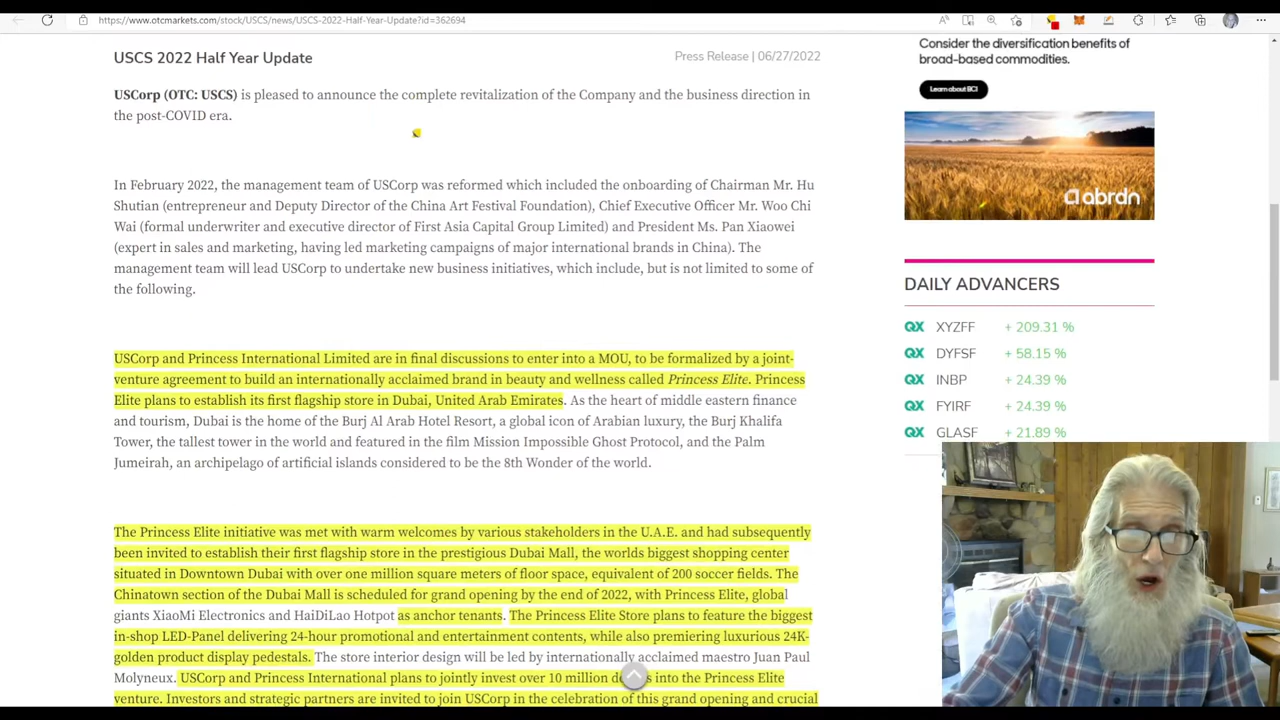 https://www.otcmarkets.com/stock/USCS/news/USCS-2022-Half-Year-Update?id=362694
USCS 2022 Half Year Update
Press Release | 06/27/2022
USCorp (OTC: USCS) is pleased to announce the complete revitalization of the Company and the business direction in
the post-COVID era.
In February 2022, the management team of USCorp was reformed which included the onboarding of Chairman Mr. Hu
Shutian (entrepreneur and Deputy Director of the China Art Festival Foundation), Chief Executive Officer Mr. Woo Chi
Wai (formal underwriter and executive director of First Asia Capital Group Limited) and President Ms. Pan Xiaowei
(expert in sales and marketing, having led marketing campaigns of major international brands in China). The
management team will lead USCorp to undertake new business initiatives, which include, but is not limited to some of
the following.
USCorp and Princess International Limited are in final discussions to enter into a MOU, to be formalized by a joint-
venture agreement to build an internationally acclaimed brand in beauty and wellness called Princess Elite. Princess
Elite plans to establish its first flagship store in Dubai, United Arab Emirates. As the heart of middle eastern finance
and tourism, Dubai is the home of the Burj Al Arab Hotel Resort, a global icon of Arabian luxury, the Burj Khalifa
Tower, the tallest tower in the world and featured in the film Mission Impossible Ghost Protocol, and the Palm
Jumeirah, an archipelago of artificial islands considered to be the 8th Wonder of the world.
The Princess Elite initiative was met with warm welcomes by various stakeholders in the U.A.E. and had subsequently
been invited to establish their first flagship store in the prestigious Dubai Mall, the worlds biggest shopping center
situated in Downtown Dubai with over one million square meters of floor space, equivalent of 200 soccer fields. The
Chinatown section of the Dubai Mall is scheduled for grand opening by the end of 2022, with Princess Elite, global
giants XiaoMi Electronics and HaiDiLao Hotpot as anchor tenants. The Princess Elite Store plans to feature the biggest
in-shop LED-Panel delivering 24-hour promotional and entertainment contents, while also premiering luxurious 24K-
golden product display pedestals. The store interior design will be led by internationally acclaimed maestro Juan Paul
Molyneux. USCorp and Princess International plans to jointly invest over 10 million into the Princess Elite
venture. Investors and strategic partners are invited to join USCorp in the celebration of this grand opening and crucial
Consider the diversification benefits of
broad-based commodities.
Learn about BCI
abrdn
DAILY ADVANCERS
QX XYZFF + 209.31 %
QX DYFSF + 58.15 %
QX INBP + 24.39 %
QX FYIRF + 24.39 %
QX GLASF + 21.89 %